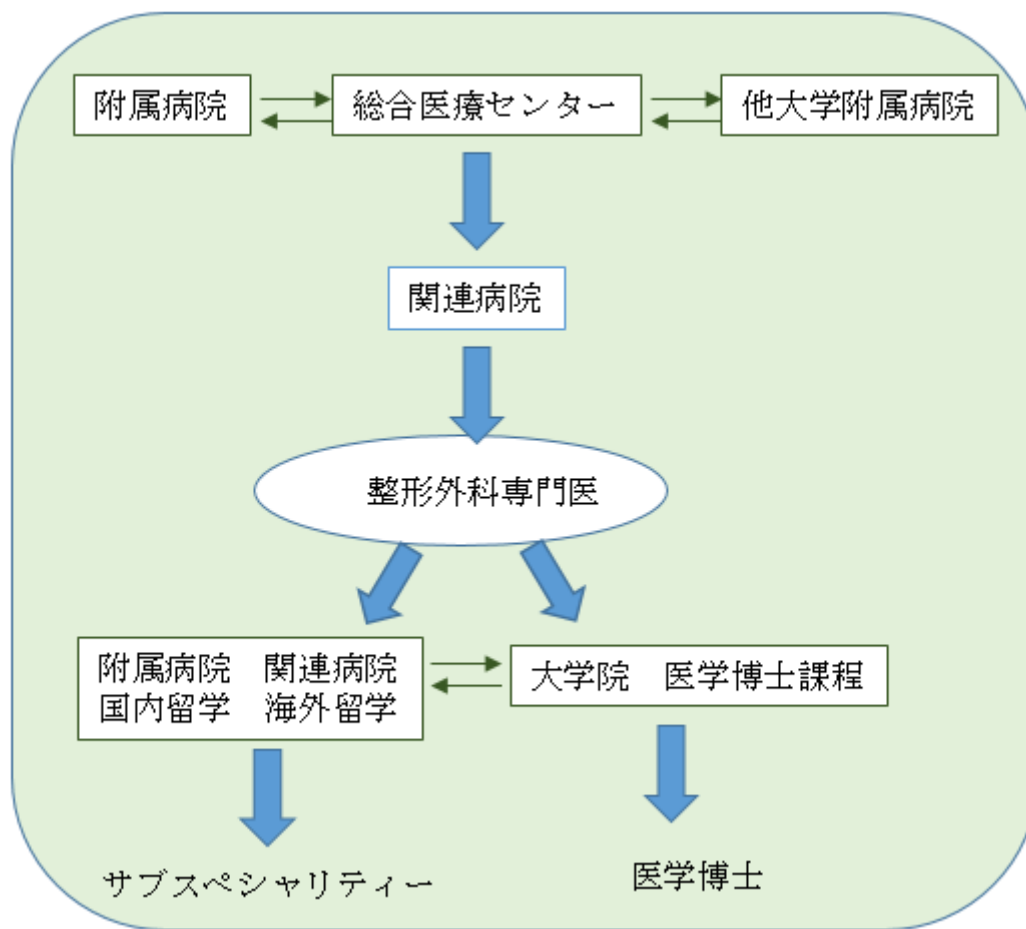 附属病院
総合医療センター
他大学附属病院
関連病院
整形外科専門医
附属病院　関連病院
国内留学　海外留学
大学院　医学博士課程
サブスペシャリティー
医学博士